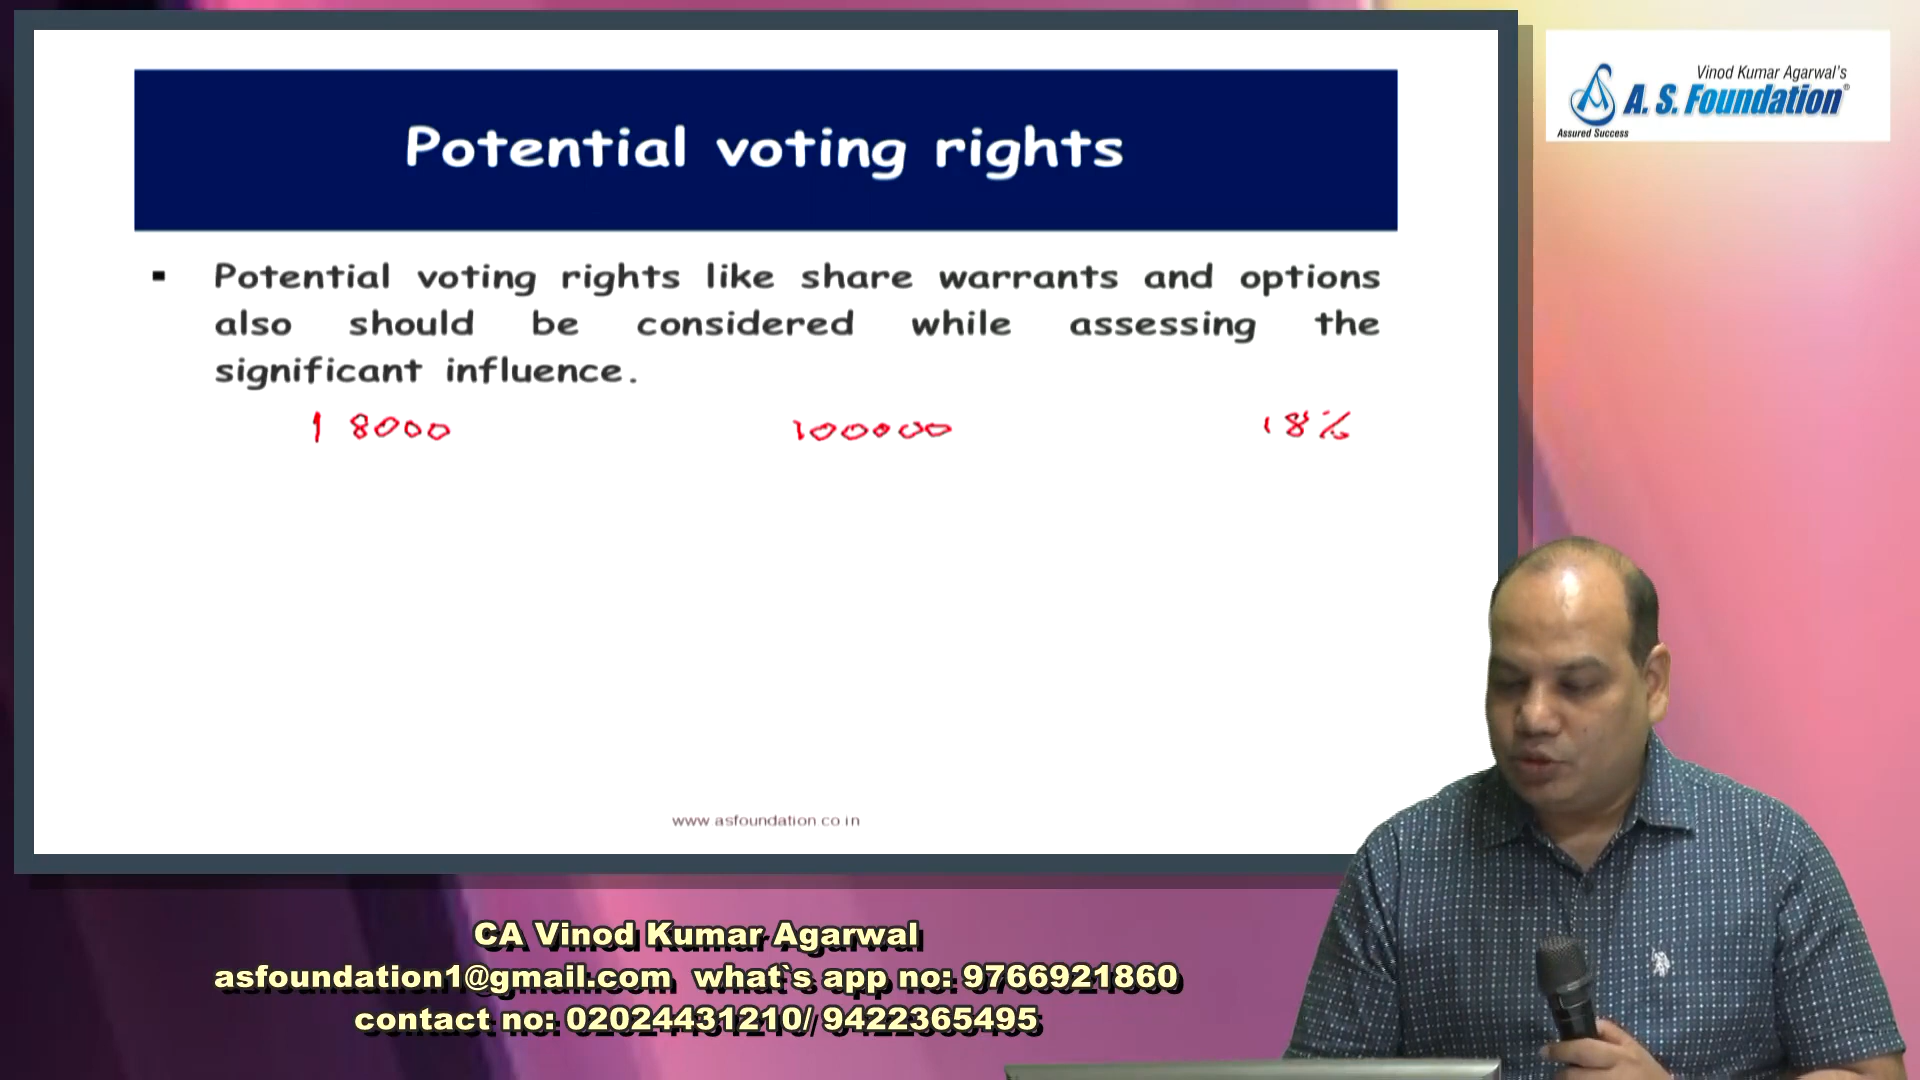 Vinod Kumar Agarwal's
A. S. Foundation®
Assured Success
Potential voting rights
▪ Potential voting rights like share warrants and options
also should be considered while assessing the
significant influence.
18000 100000 18%
www asfoundation co in
CA Vinod Kumar Agarwal
asfoundation1@gmail.com what`s app no: 9766921860
contact no: 02024431210/ 9422365495